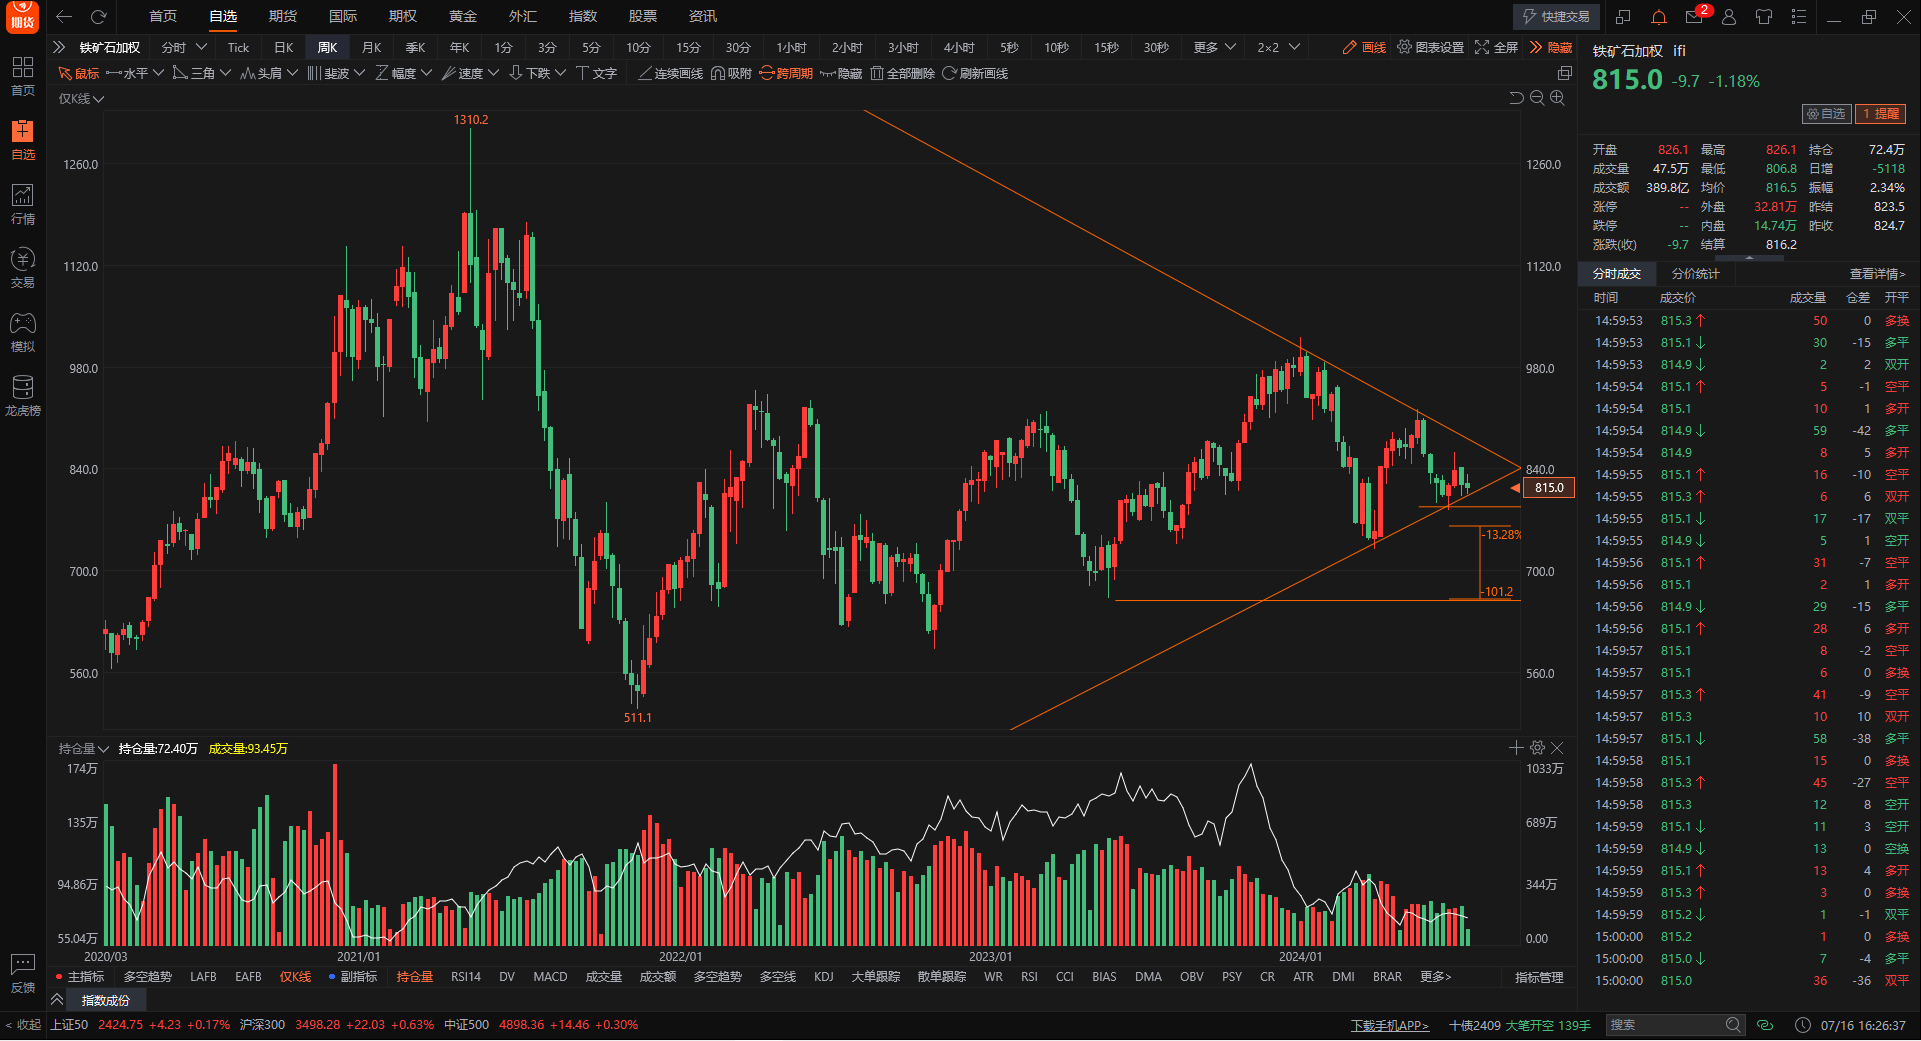 期货 首页 自选 期货 国际 期权 黄金 外汇 指数 股票 资讯 快捷交易 2
铁矿石加权 分时 Tick 日K 周K 月K 季K 年K 1分 3分 5分 10分 15分 30分 1小时 2小时 3小时 4小时 5秒 10秒 15秒 30秒 更多 2×2 画线 图表设置 全屏 隐藏
鼠标 水平 三角 头肩 斐波 幅度 速度 下跌 文字 连续画线 吸附 跨周期 隐藏 全部删除 刷新画线
仅K线
首页
自选
行情
交易
模拟
龙虎榜
反馈
< 收起
1310.2
1260.0 1260.0
1120.0 1120.0
980.0 980.0
840.0 840.0
815.0
-13.28%
700.0 700.0
-101.2
560.0 560.0
511.1
持仓量 持仓量:72.40万 成交量:93.45万
174万 1033万
135万 689万
94.86万 344万
55.04万 0.00
2020/03 2021/01 2022/01 2023/01 2024/01
主指标 多空趋势 LAFB EAFB 仅K线 副指标 持仓量 RSI14 DV MACD 成交量 成交额 多空趋势 多空线 KDJ 大单跟踪 散单跟踪 WR RSI CCI BIAS DMA OBV PSY CR ATR DMI BRAR 更多> 指标管理
指数成份
铁矿石加权 ifi
815.0 -9.7 -1.18%
自选 1 提醒
开盘 826.1 最高 826.1 持仓 72.4万
成交量 47.5万 最低 806.8 日增 -5118
成交额 389.8亿 均价 816.5 振幅 2.34%
涨停 -- 外盘 32.81万 昨结 823.5
跌停 -- 内盘 14.74万 昨收 824.7
涨跌(收) -9.7 结算 816.2
分时成交 分价统计 查看详情>
时间 成交价 成交量 仓差 开平
14:59:53 815.3↑ 50 0 多换
14:59:53 815.1↓ 30 -15 多平
14:59:53 814.9↓ 2 2 双开
14:59:54 815.1↑ 5 -1 空平
14:59:54 815.1 10 1 多开
14:59:54 814.9↓ 59 -42 多平
14:59:54 814.9 8 5 多开
14:59:55 815.1↑ 16 -10 空平
14:59:55 815.3↑ 6 6 双开
14:59:55 815.1↓ 17 -17 双平
14:59:55 814.9↓ 5 1 空开
14:59:56 815.1↑ 31 -7 空平
14:59:56 815.1 2 1 多开
14:59:56 814.9↓ 29 -15 多平
14:59:56 815.1↑ 28 6 多开
14:59:57 815.1 8 -2 空平
14:59:57 815.1 6 0 多换
14:59:57 815.3↑ 41 -9 空平
14:59:57 815.3 10 10 双开
14:59:57 815.1↓ 58 -38 多平
14:59:58 815.1 15 0 多换
14:59:58 815.3↑ 45 -27 空平
14:59:58 815.3 12 8 空开
14:59:59 815.1↓ 11 3 空开
14:59:59 814.9↓ 13 0 空换
14:59:59 815.1↑ 13 4 多开
14:59:59 815.3↑ 3 0 多换
14:59:59 815.2↓ 1 -1 双平
15:00:00 815.2 1 0 多换
15:00:00 815.0↓ 7 -4 多平
15:00:00 815.0 36 -36 双平
上证50 2424.75 +4.23 +0.17% 沪深300 3498.28 +22.03 +0.63% 中证500 4898.36 +14.46 +0.30% 下载手机APP> 十债2409 大笔开空 139手 搜索 07/16 16:26:37